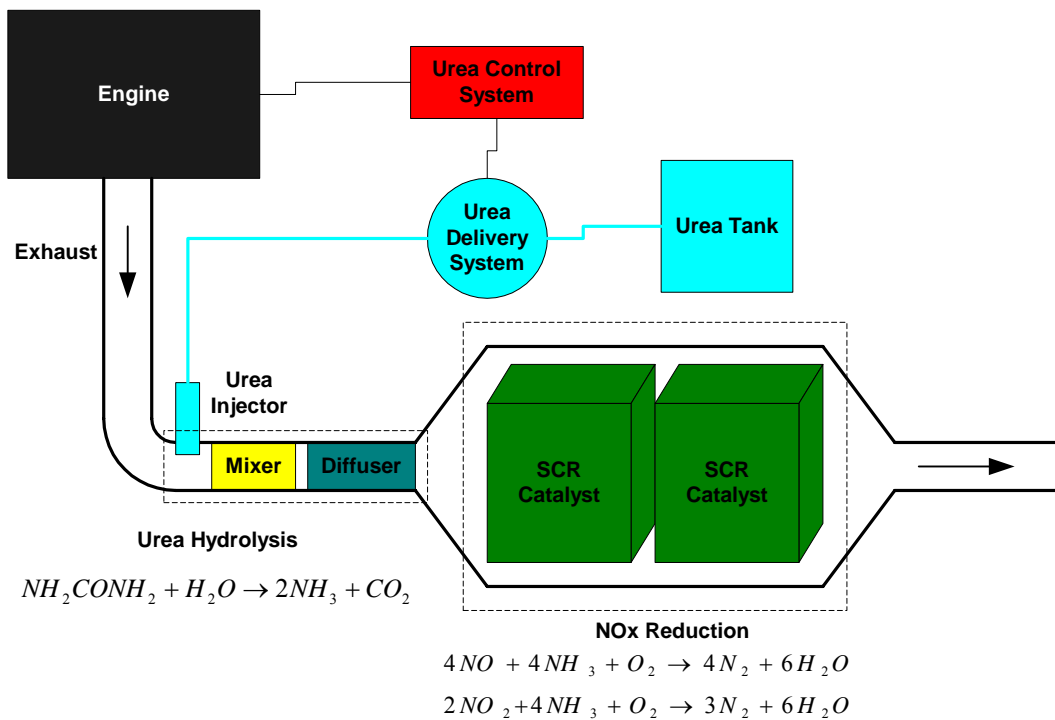 Engine
Urea Control
System
Urea
Delivery
System
Urea Tank
Exhaust
Urea
Injector
Mixer
Diffuser
SCR
Catalyst
SCR
Catalyst
Urea Hydrolysis
NH₂CONH₂ + H₂O → 2NH₃ + CO₂
NOx Reduction
4NO + 4NH₃ + O₂ → 4N₂ + 6H₂O
2NO₂+4NH₃ + O₂ → 3N₂ + 6H₂O